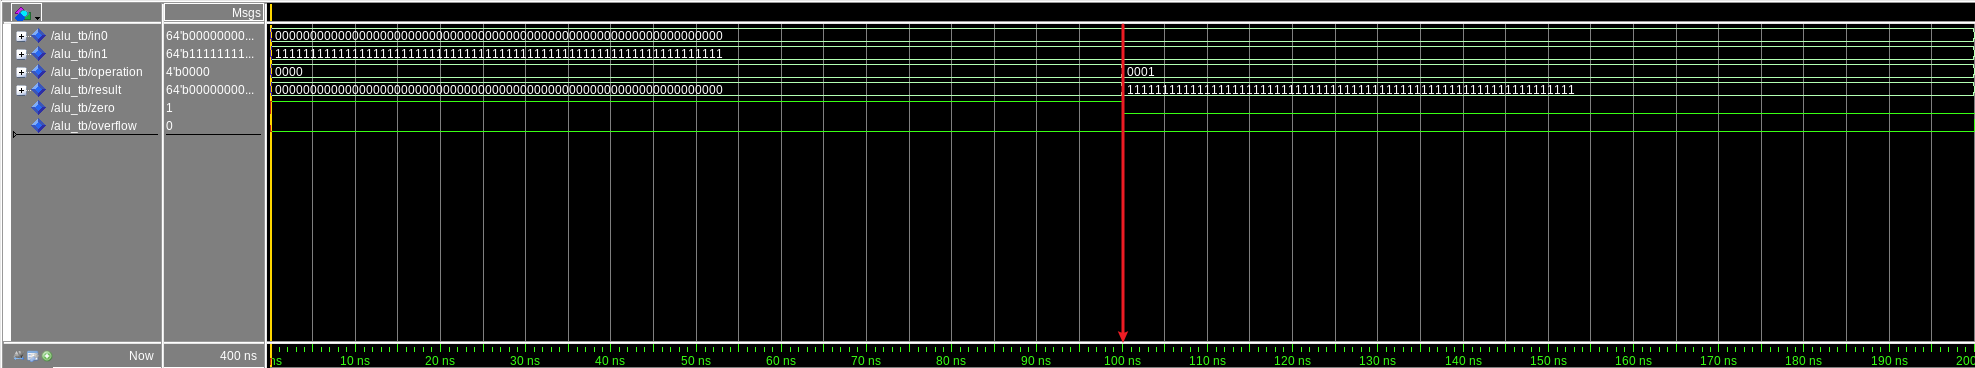 Msgs
/alu_tb/in0 64'b00000000... 0000000000000000000000000000000000000000000000000000000000000000
/alu_tb/in1 64'b11111111... 1111111111111111111111111111111111111111111111111111111111111111
/alu_tb/operation 4'b0000 0000 0001
/alu_tb/result 64'b00000000... 0000000000000000000000000000000000000000000000000000000000000000 1111111111111111111111111111111111111111111111111111111111111111
/alu_tb/zero 1
/alu_tb/overflow 0
Now 400 ns ns 10 ns 20 ns 30 ns 40 ns 50 ns 60 ns 70 ns 80 ns 90 ns 100 ns 110 ns 120 ns 130 ns 140 ns 150 ns 160 ns 170 ns 180 ns 190 ns 200